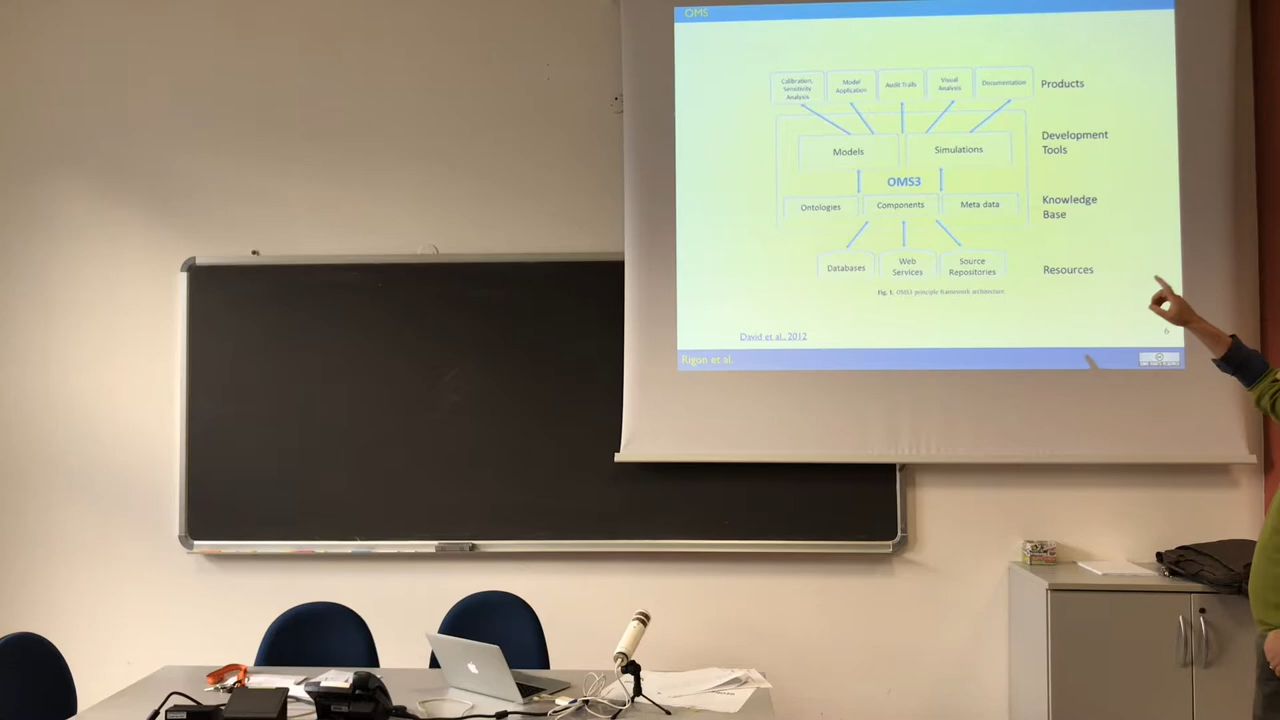 OMS
Calibration,
Sensitivity
Analysis
Model
Application
Audit Trails
Visual
Analysis
Documentation
Products
Models
Simulations
Development
Tools
OMS3
Ontologies
Components
Meta data
Knowledge
Base
Databases
Web
Services
Source
Repositories
Resources
Fig. 1. OMS3 principle framework architecture.
David et al., 2012
6
Rigon et al.